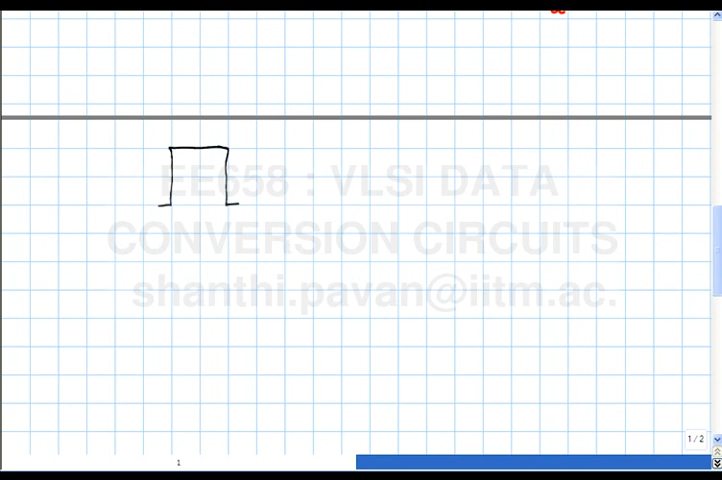 EE658 : VLSI DATA
CONVERSION CIRCUITS
shanthi.pavan@iitm.ac.
1 / 2
1